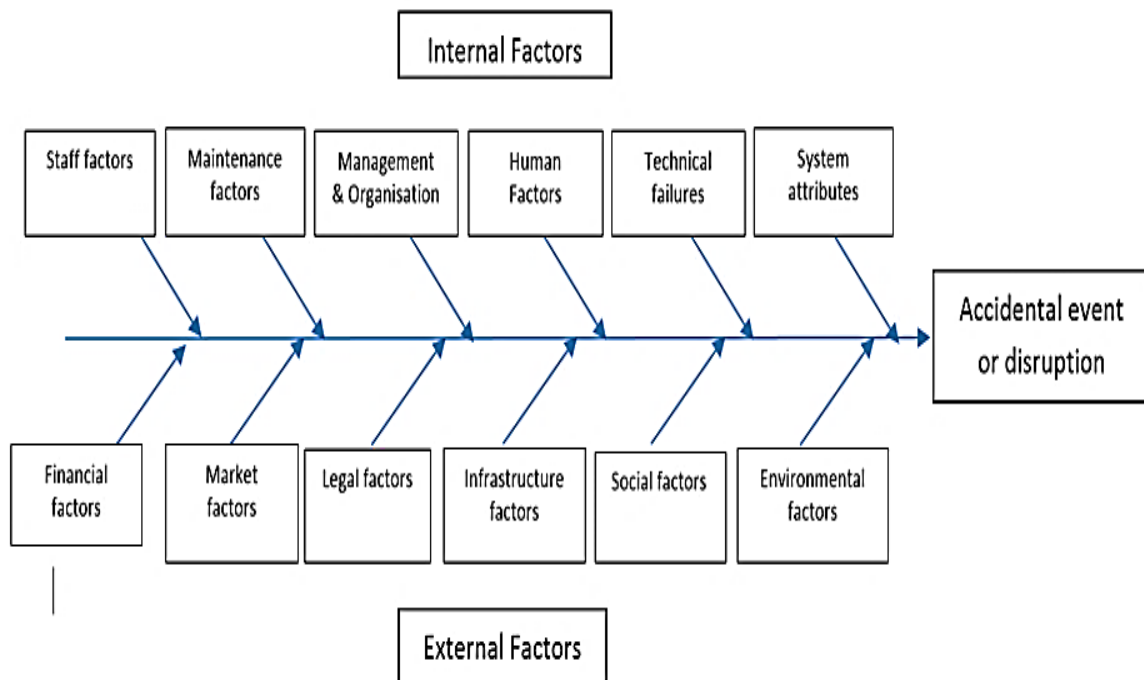 Internal Factors
Staff factors
Maintenance
factors
Management
& Organisation
Human
Factors
Technical
failures
System
attributes
Accidental event
or disruption
Financial
factors
Market
factors
Legal factors
Infrastructure
factors
Social factors
Environmental
factors
External Factors